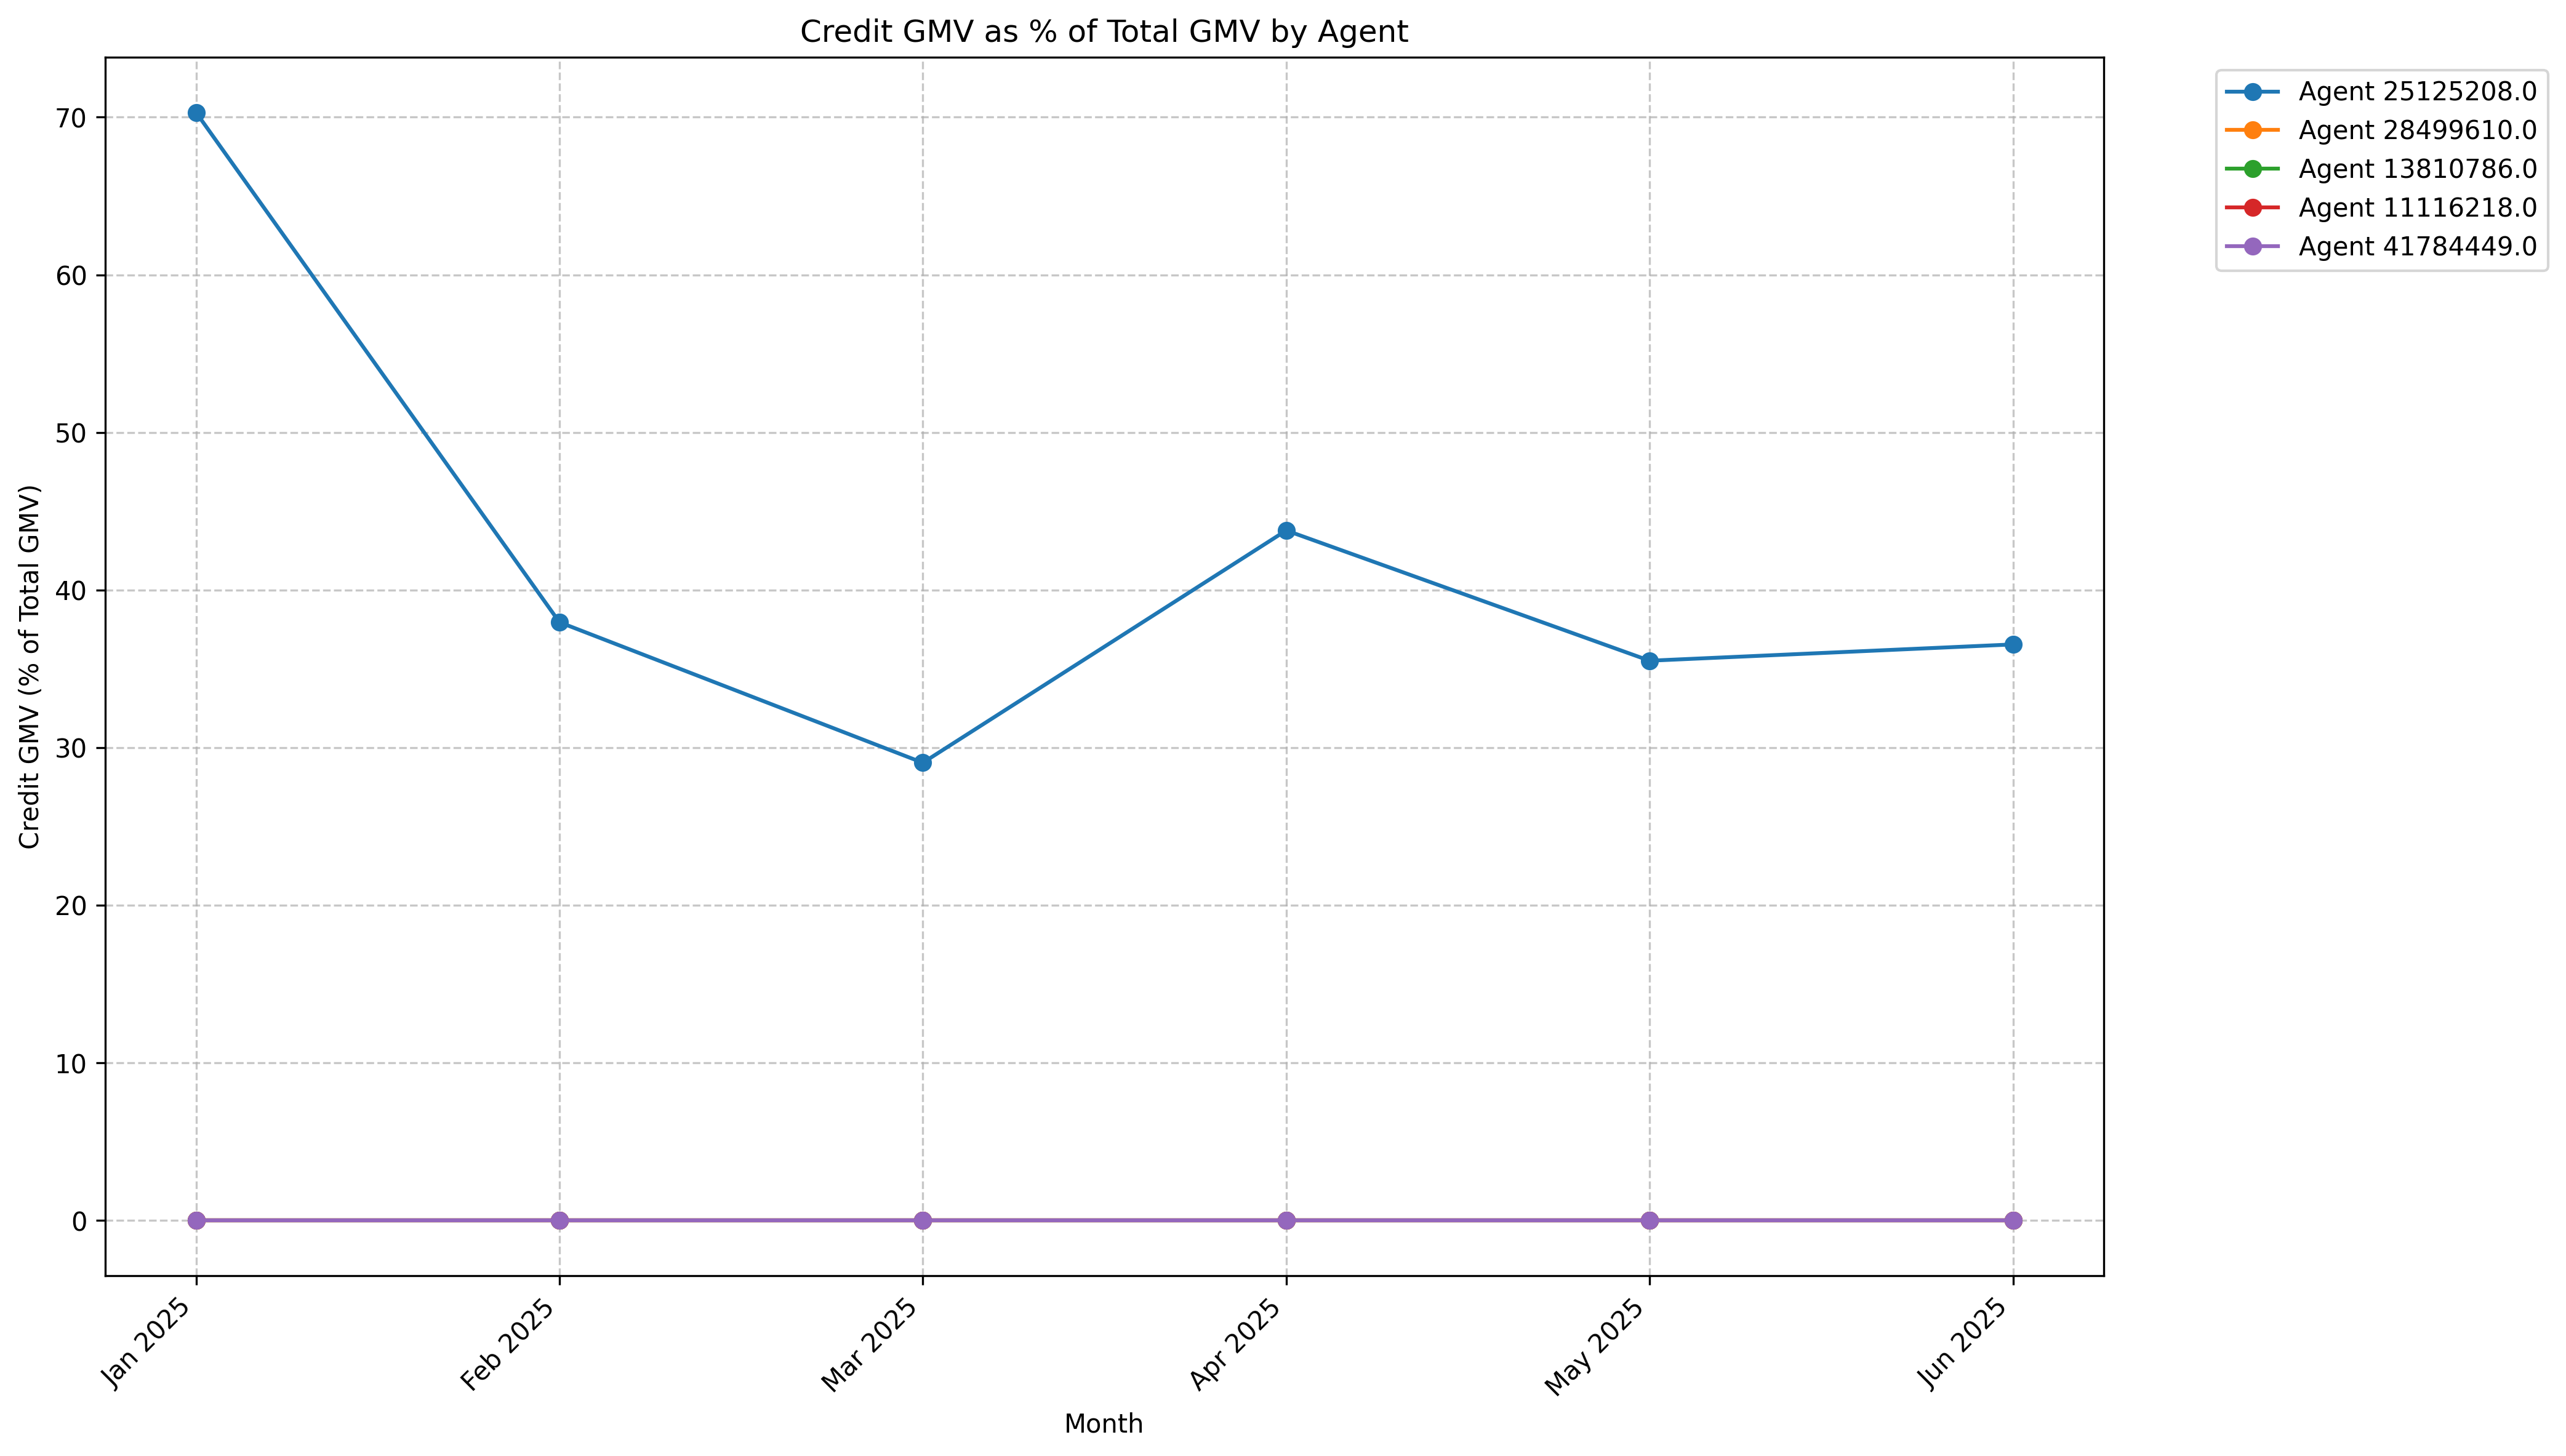 Credit GMV as % of Total GMV by Agent
Agent 25125208.0
Agent 28499610.0
Agent 13810786.0
Agent 11116218.0
Agent 41784449.0
Credit GMV (% of Total GMV)
70
60
50
40
30
20
10
0
Jan 2025
Feb 2025
Mar 2025
Apr 2025
May 2025
Jun 2025
Month